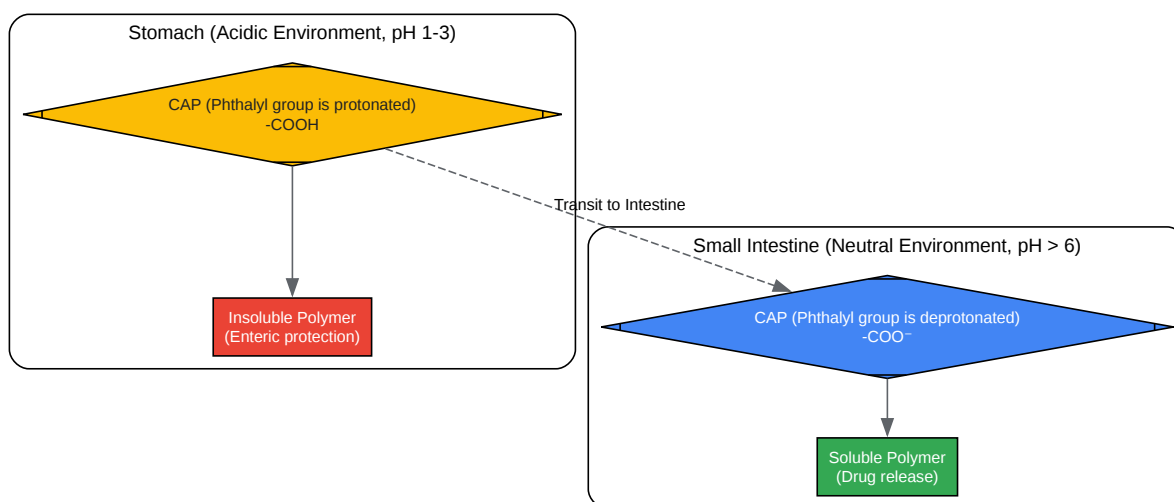 Stomach (Acidic Environment, pH 1-3)
CAP (Phthalyl group is protonated)
-COOH
Transit to Intestine
Insoluble Polymer
(Enteric protection)
Small Intestine (Neutral Environment, pH > 6)
CAP (Phthalyl group is deprotonated)
-COO⁻
Soluble Polymer
(Drug release)